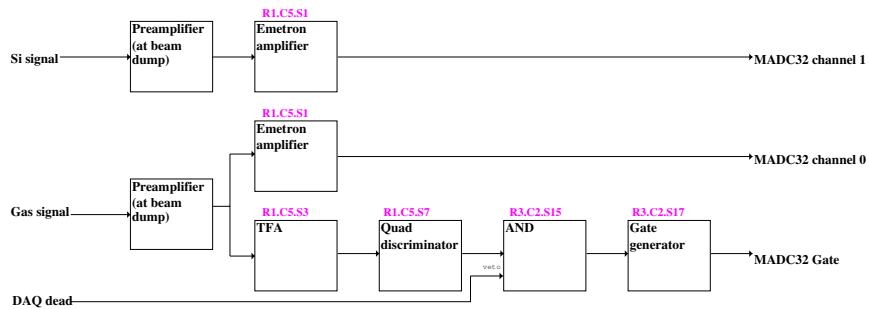 R1.C5.S1
Preamplifier
(at beam
dump)
Emetron
amplifier
Si signal
MADC32 channel 1
R1.C5.S1
Emetron
amplifier
MADC32 channel 0
Preamplifier
(at beam
dump)
Gas signal
R1.C5.S3
TFA
R1.C5.S7
Quad
discriminator
R3.C2.S15
AND
R3.C2.S17
Gate
generator
veto
MADC32 Gate
DAQ dead